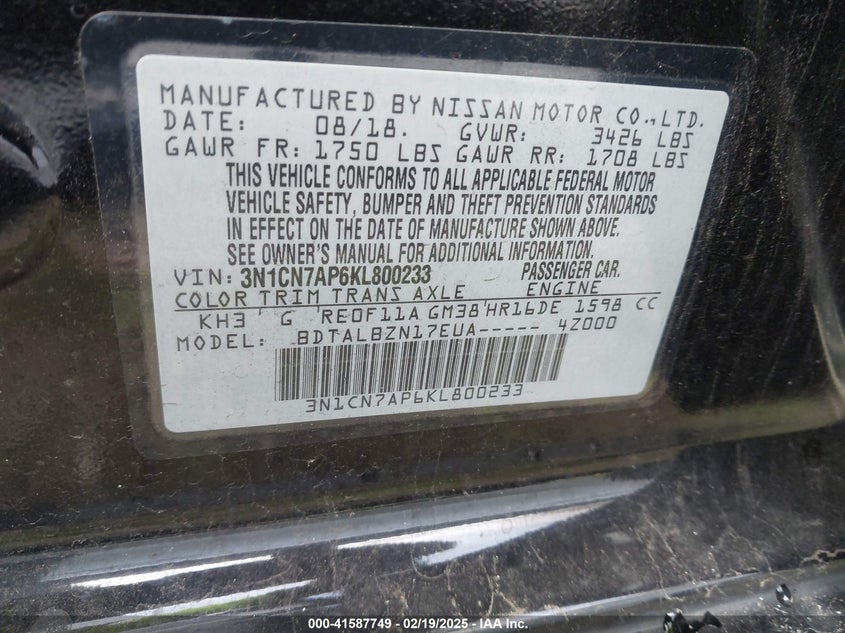 MANUFACTURED BY NISSAN MOTOR CO.,LTD.
DATE: 08/18. GVWR: 3426 LBS
GAWR FR: 1750 LBS GAWR RR: 1708 LBS
THIS VEHICLE CONFORMS TO ALL APPLICABLE FEDERAL MOTOR
VEHICLE SAFETY, BUMPER AND THEFT PREVENTION STANDARDS
IN EFFECT ON THE DATE OF MANUFACTURE SHOWN ABOVE.
SEE OWNER'S MANUAL FOR ADDITIONAL INFORMATION.
VIN: 3N1CN7AP6KL800233 PASSENGER CAR.
COLOR TRIM TRANS AXLE ENGINE
KH3 ' G 'RE0F11A GM38'HR16DE 1598 CC
MODEL: BDTALBZN17EUA----- 4Z000
3N1CN7AP6KL800233
000-41587749 | 02/19/2025 - IAA Inc.